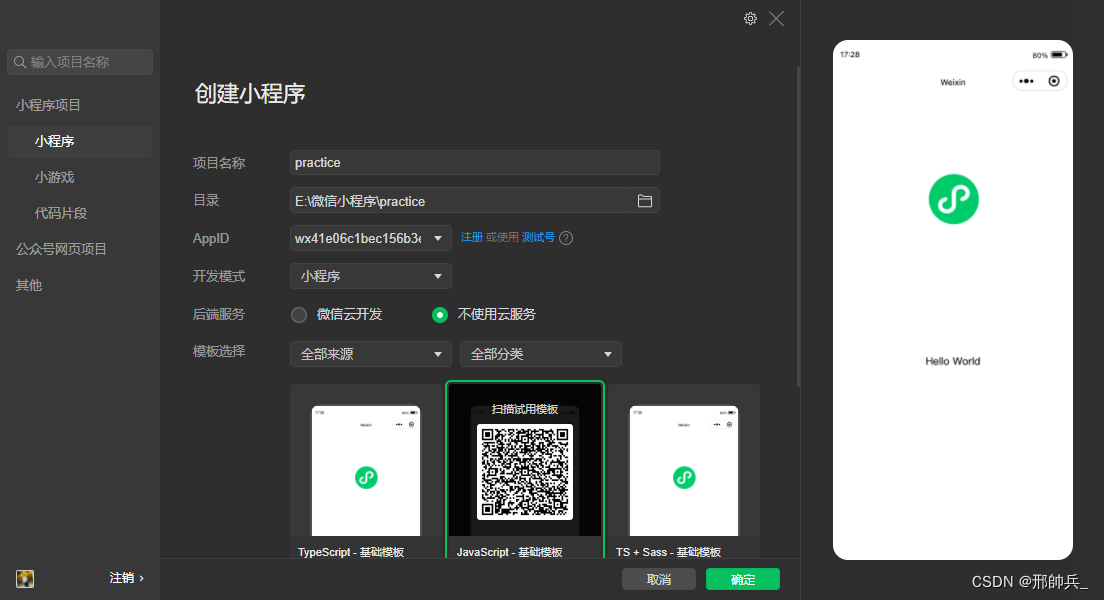 输入项目名称
小程序项目
小程序
小游戏
代码片段
公众号网页项目
其他
注销 ›
创建小程序
项目名称
practice
目录
E:\微信小程序\practice
AppID
wx41e06c1bec156b3e
注册 或使用 测试号 ?
开发模式
小程序
后端服务
微信云开发
不使用云服务
模板选择
全部来源
全部分类
17:28
Weixin
TypeScript - 基础模板
扫描试用模板
JavaScript - 基础模板
17:28
Weixin
TS + Sass - 基础模板
取消
确定
17:28
80%
Weixin
Hello World
CSDN @邢帥兵_